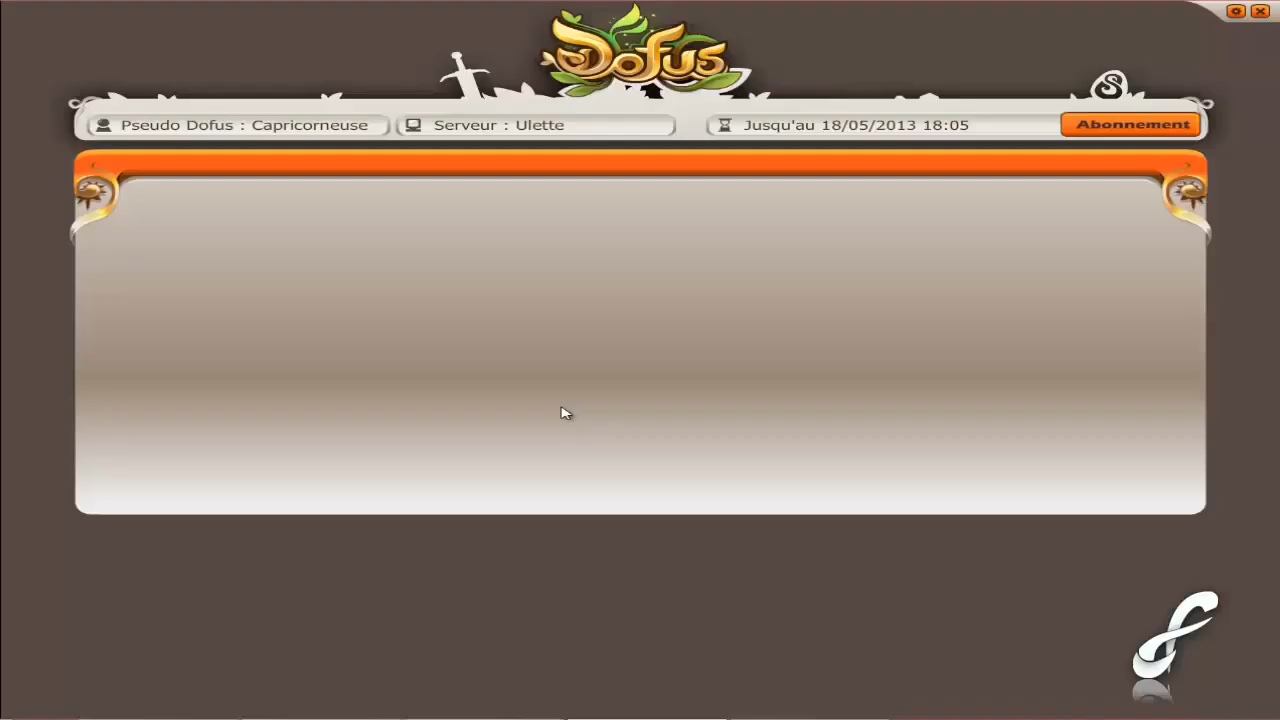 Dofus
Pseudo Dofus : Capricorneuse
Serveur : Ulette
Jusqu'au 18/05/2013 18:05
Abonnement